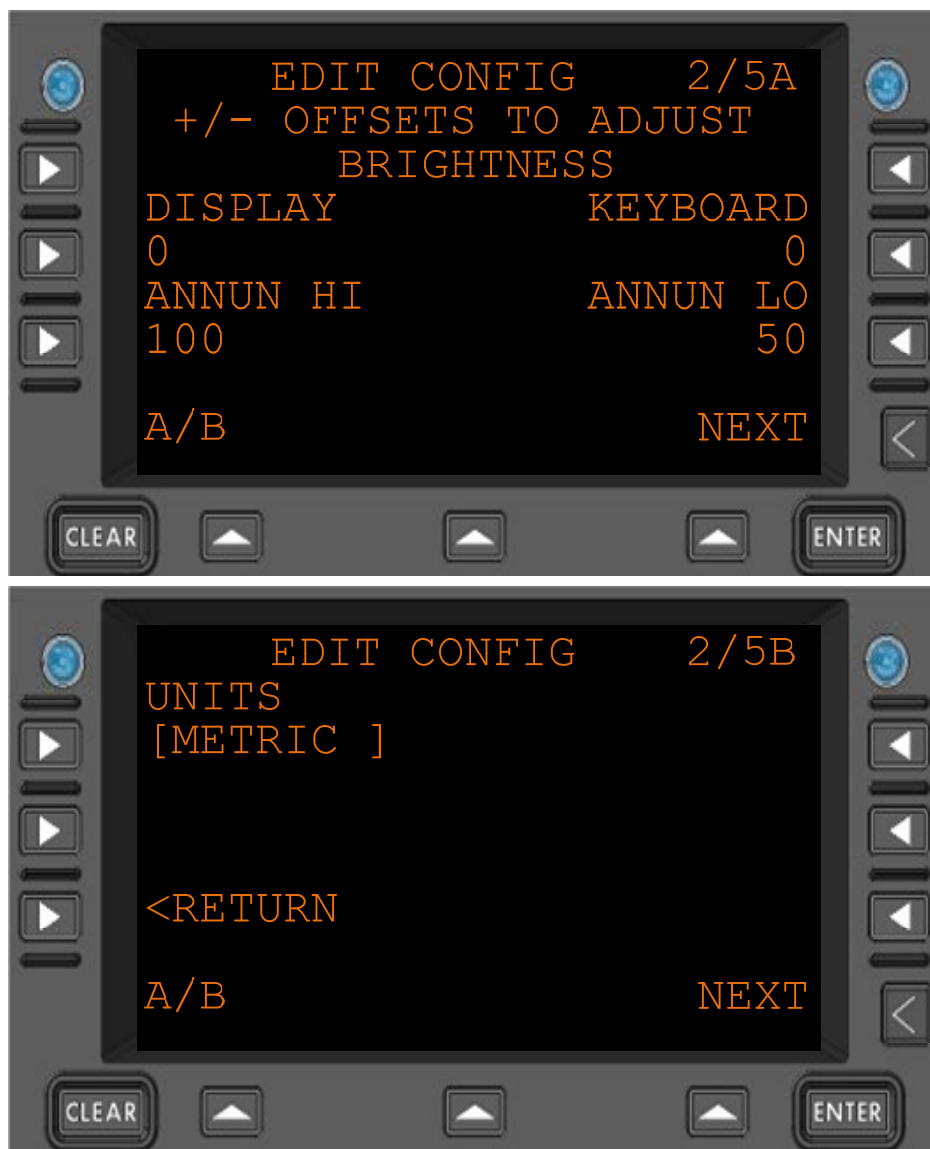 EDIT CONFIG 2/5A
+/- OFFSETS TO ADJUST
BRIGHTNESS
DISPLAY KEYBOARD
0 0
ANNUN HI ANNUN LO
100 50
A/B NEXT
CLEAR ENTER
EDIT CONFIG 2/5B
UNITS
[METRIC ]
<RETURN
A/B NEXT
CLEAR ENTER